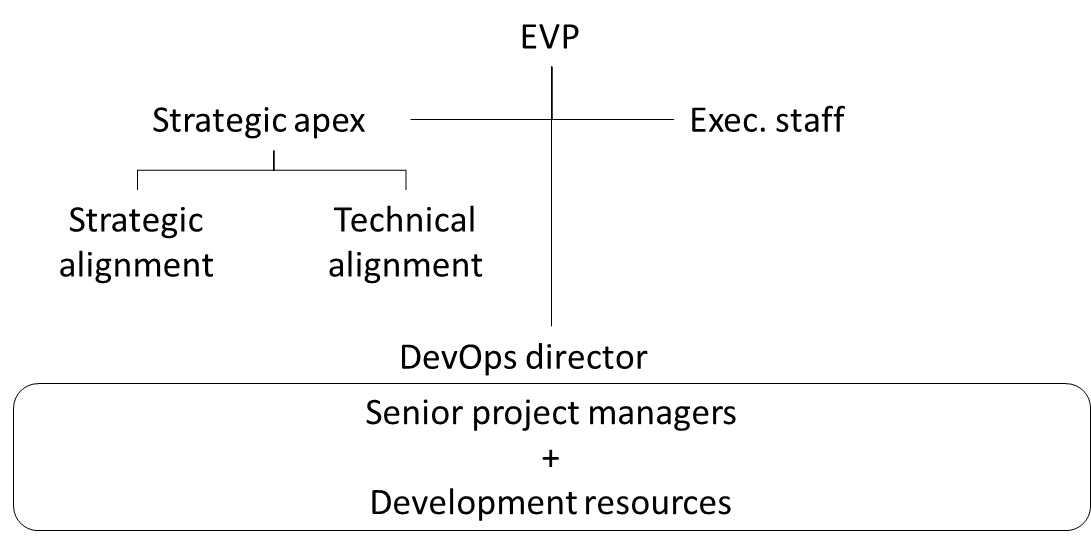 EVP
Strategic apex
Exec. staff
Strategic
alignment
Technical
alignment
DevOps director
Senior project managers
+
Development resources